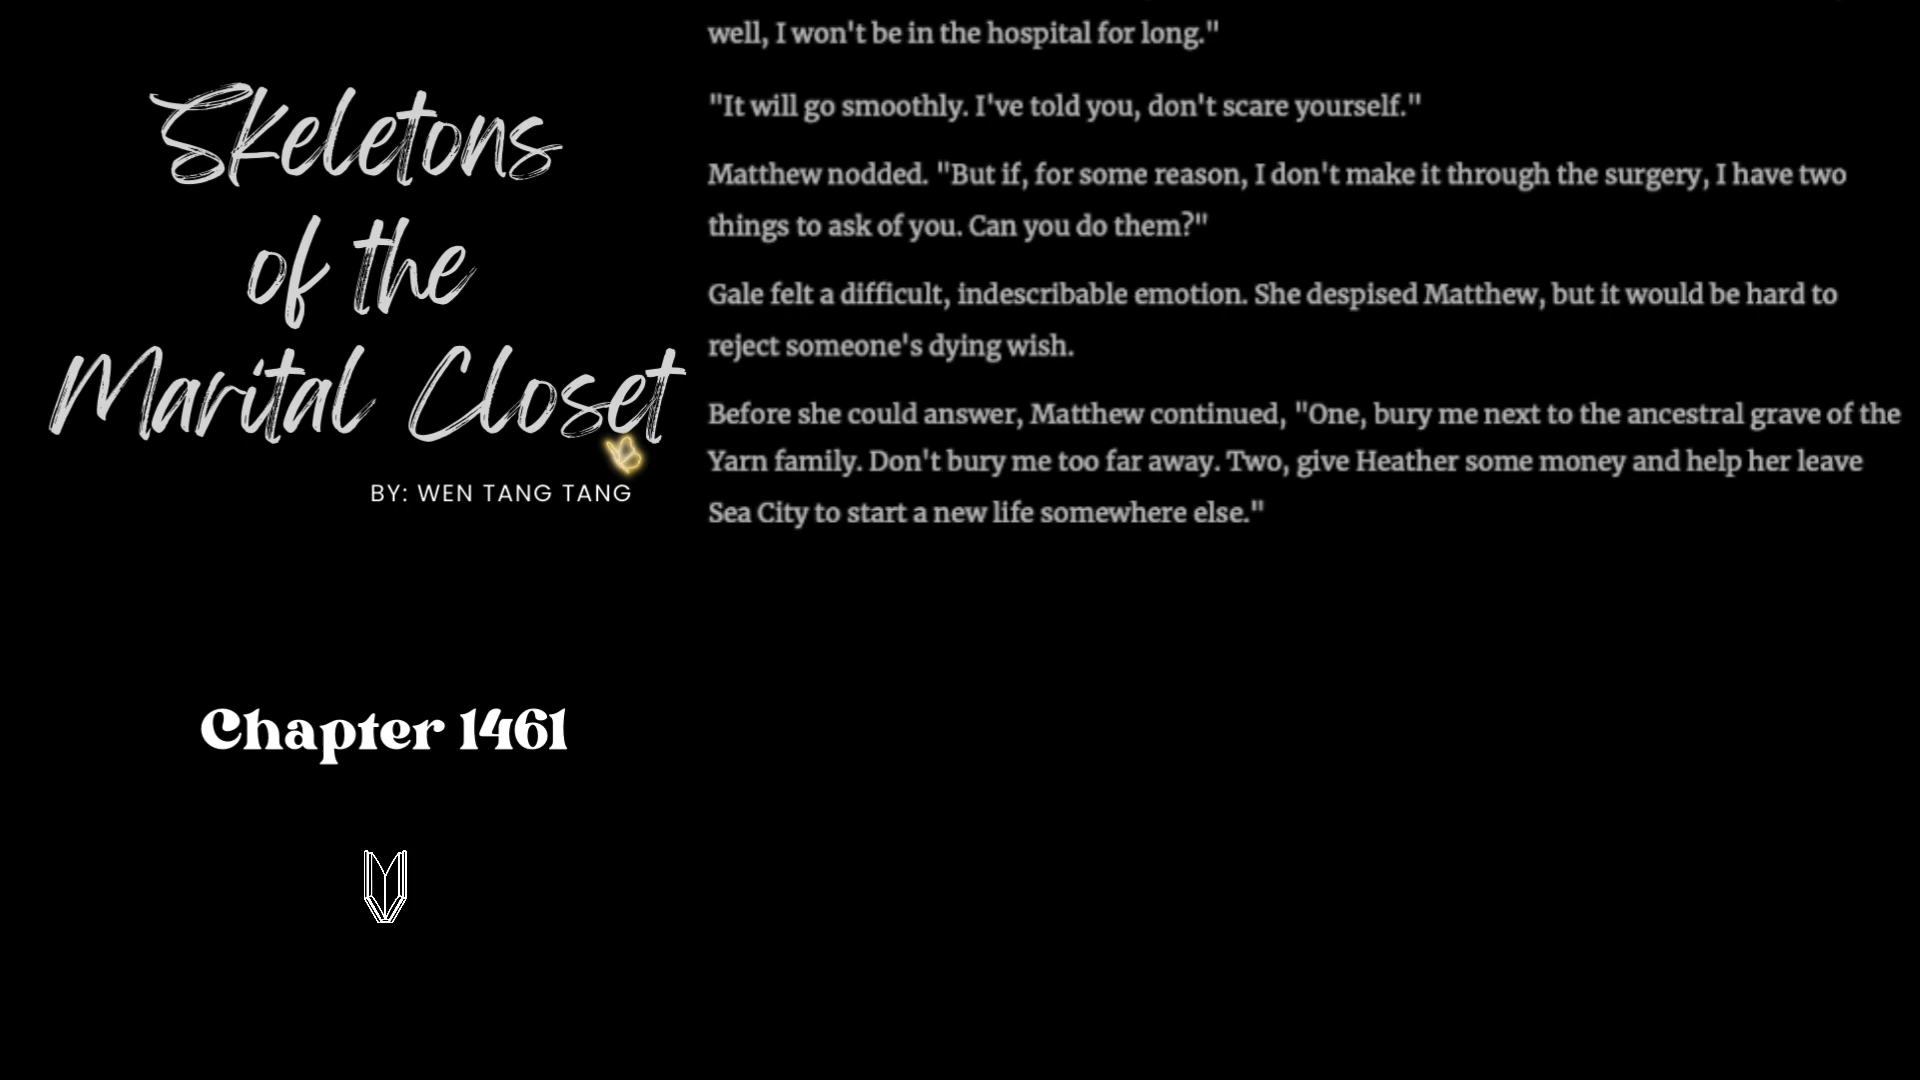 Skeletons
of the
Marital Closet
BY: WEN TANG TANG
Chapter 1461
well, I won't be in the hospital for long."
"It will go smoothly. I've told you, don't scare yourself."
Matthew nodded. "But if, for some reason, I don't make it through the surgery, I have two
things to ask of you. Can you do them?"
Gale felt a difficult, indescribable emotion. She despised Matthew, but it would be hard to
reject someone's dying wish.
Before she could answer, Matthew continued, "One, bury me next to the ancestral grave of the
Yarn family. Don't bury me too far away. Two, give Heather some money and help her leave
Sea City to start a new life somewhere else."